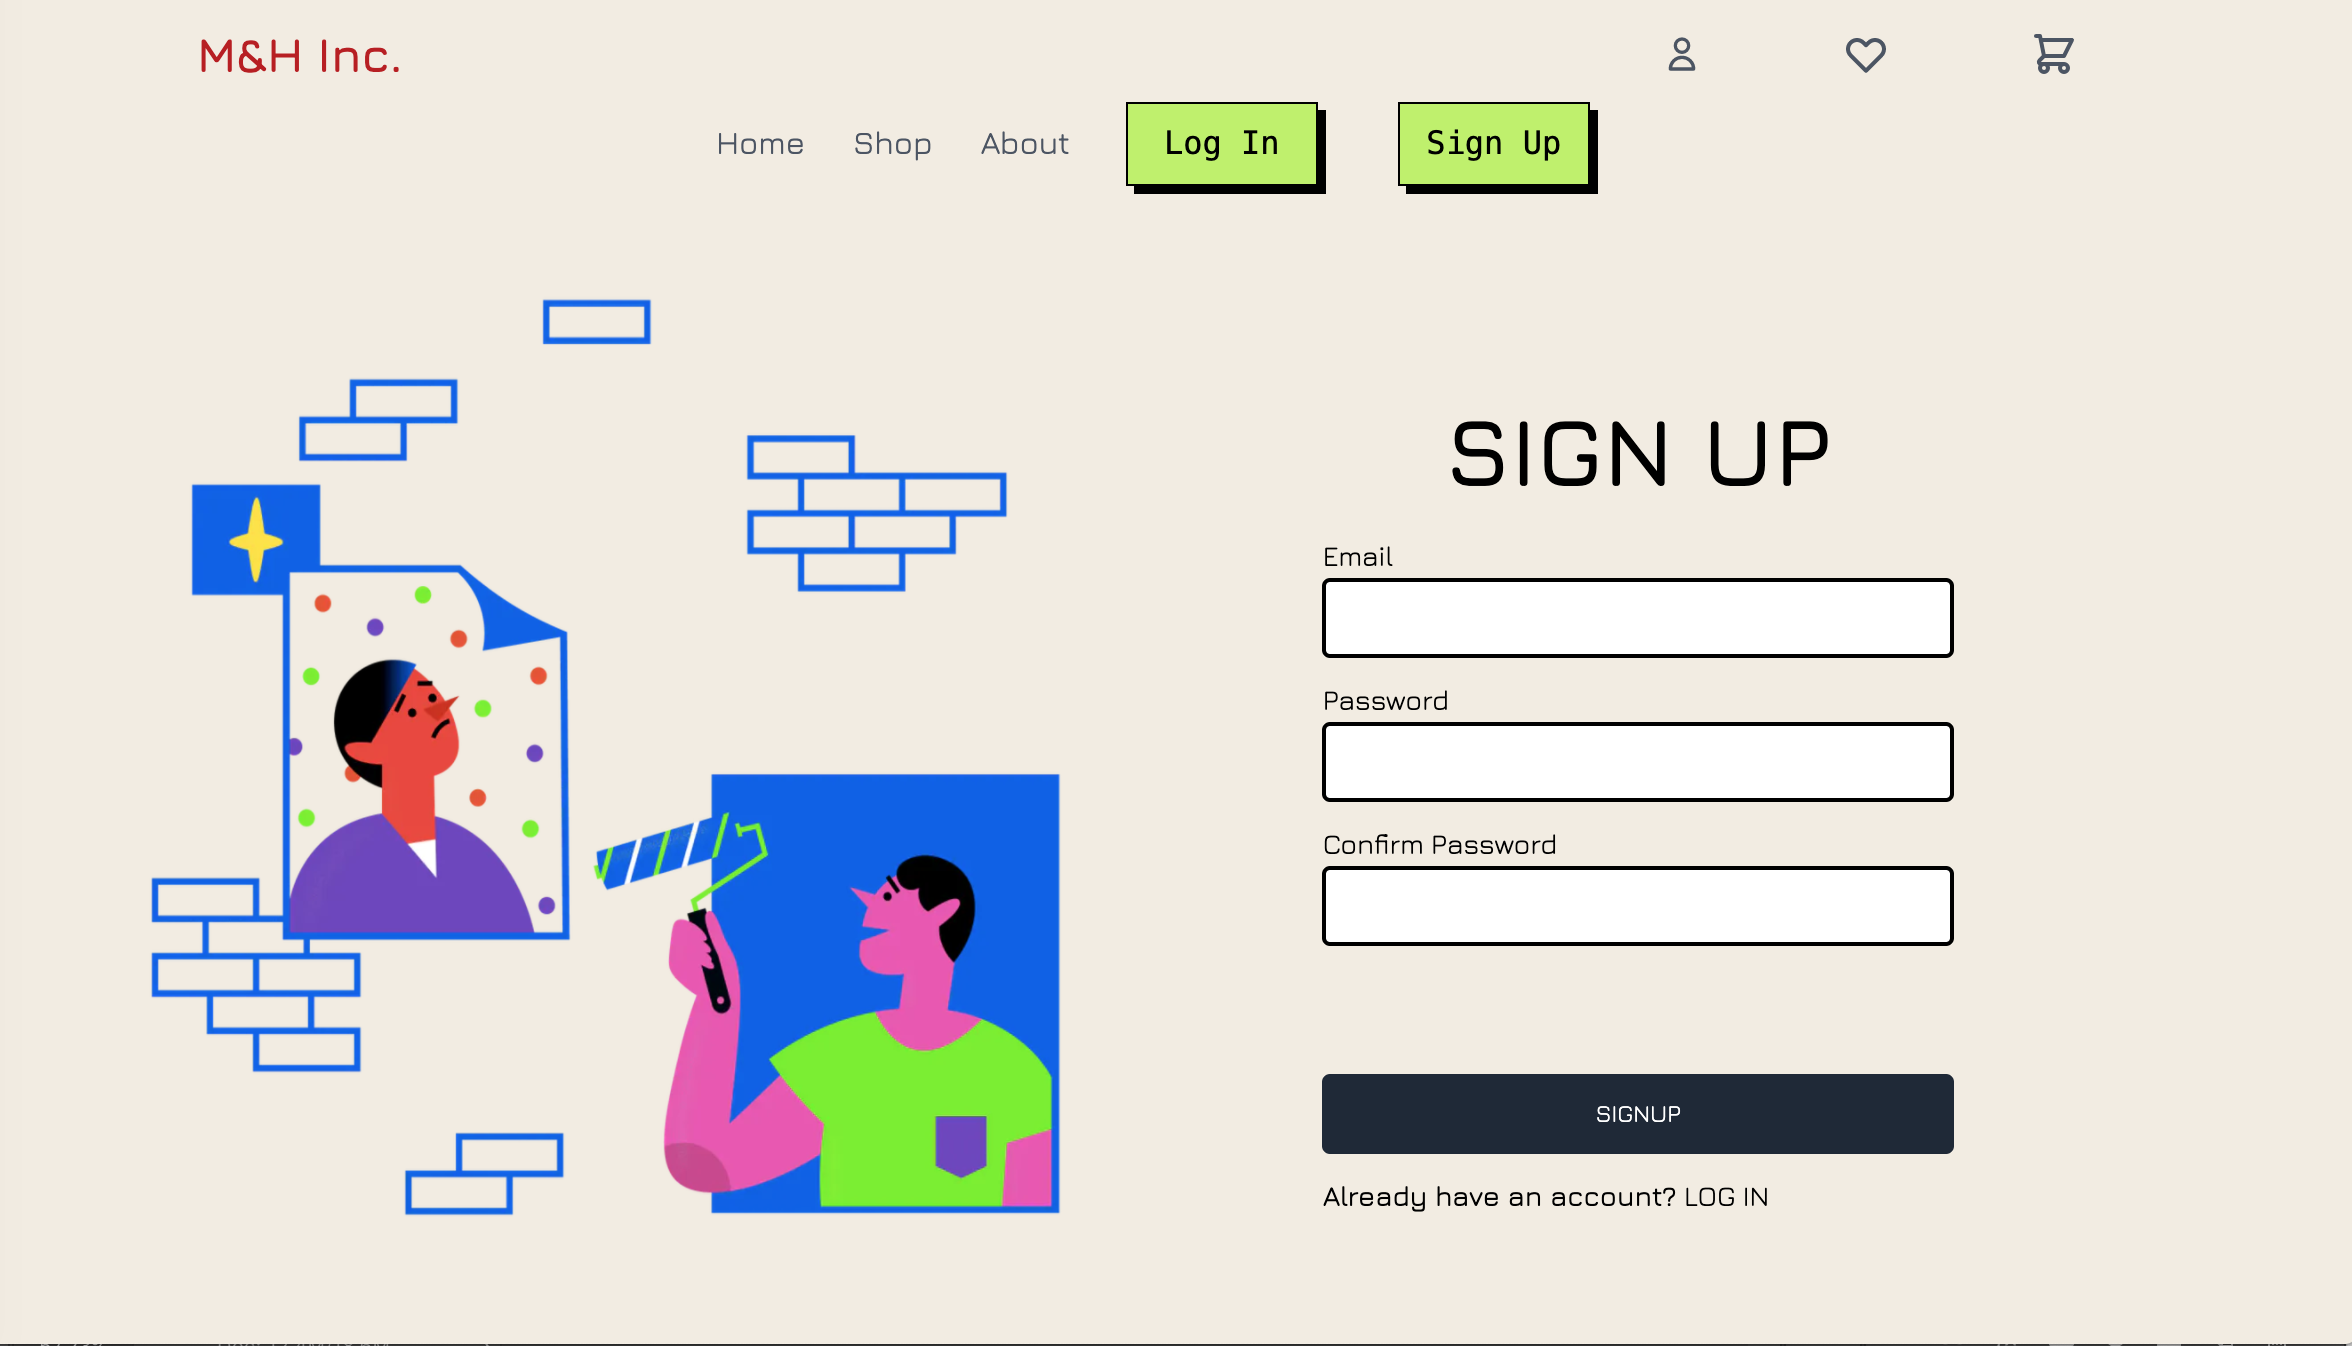 M&H Inc.
Home Shop About Log In Sign Up
SIGN UP
Email
Password
Confirm Password
SIGNUP
Already have an account? LOG IN